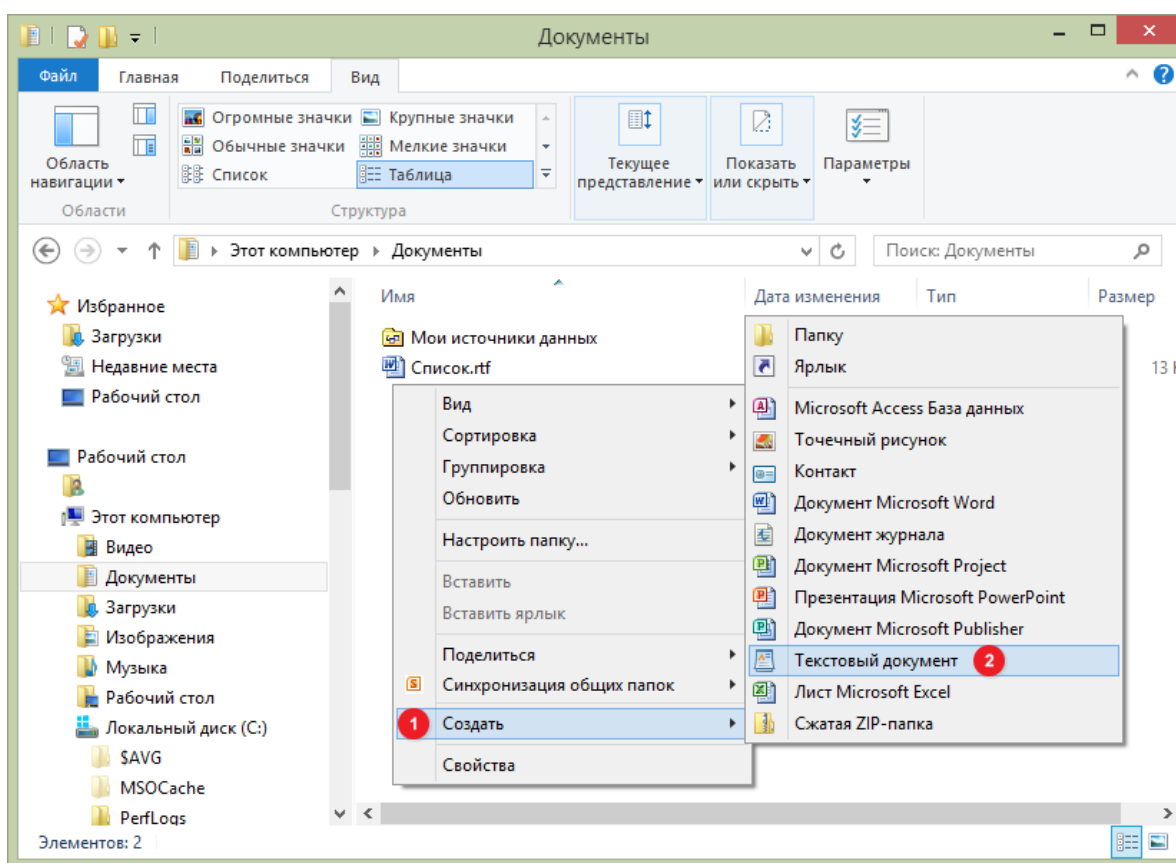 Документы
Файл Главная Поделиться Вид
Огромные значки Крупные значки
Обычные значки Мелкие значки
Список Таблица
Область навигации
Текущее представление
Показать или скрыть
Параметры
Области Структура
Этот компьютер Документы Поиск: Документы
Имя Дата изменения Тип Размер
Избранное
Загрузки
Недавние места
Рабочий стол
Рабочий стол
Этот компьютер
Видео
Документы
Загрузки
Изображения
Музыка
Рабочий стол
Локальный диск (C:)
$AVG
MSOCache
PerfLogs
Мои источники данных
Список.rtf
13
Вид
Сортировка
Группировка
Обновить
Настроить папку...
Вставить
Вставить ярлык
Поделиться
Синхронизация общих папок
1 Создать
Свойства
Папку
Ярлык
Microsoft Access База данных
Точечный рисунок
Контакт
Документ Microsoft Word
Документ журнала
Документ Microsoft Project
Презентация Microsoft PowerPoint
Документ Microsoft Publisher
Текстовый документ 2
Лист Microsoft Excel
Сжатая ZIP-папка
Элементов: 2